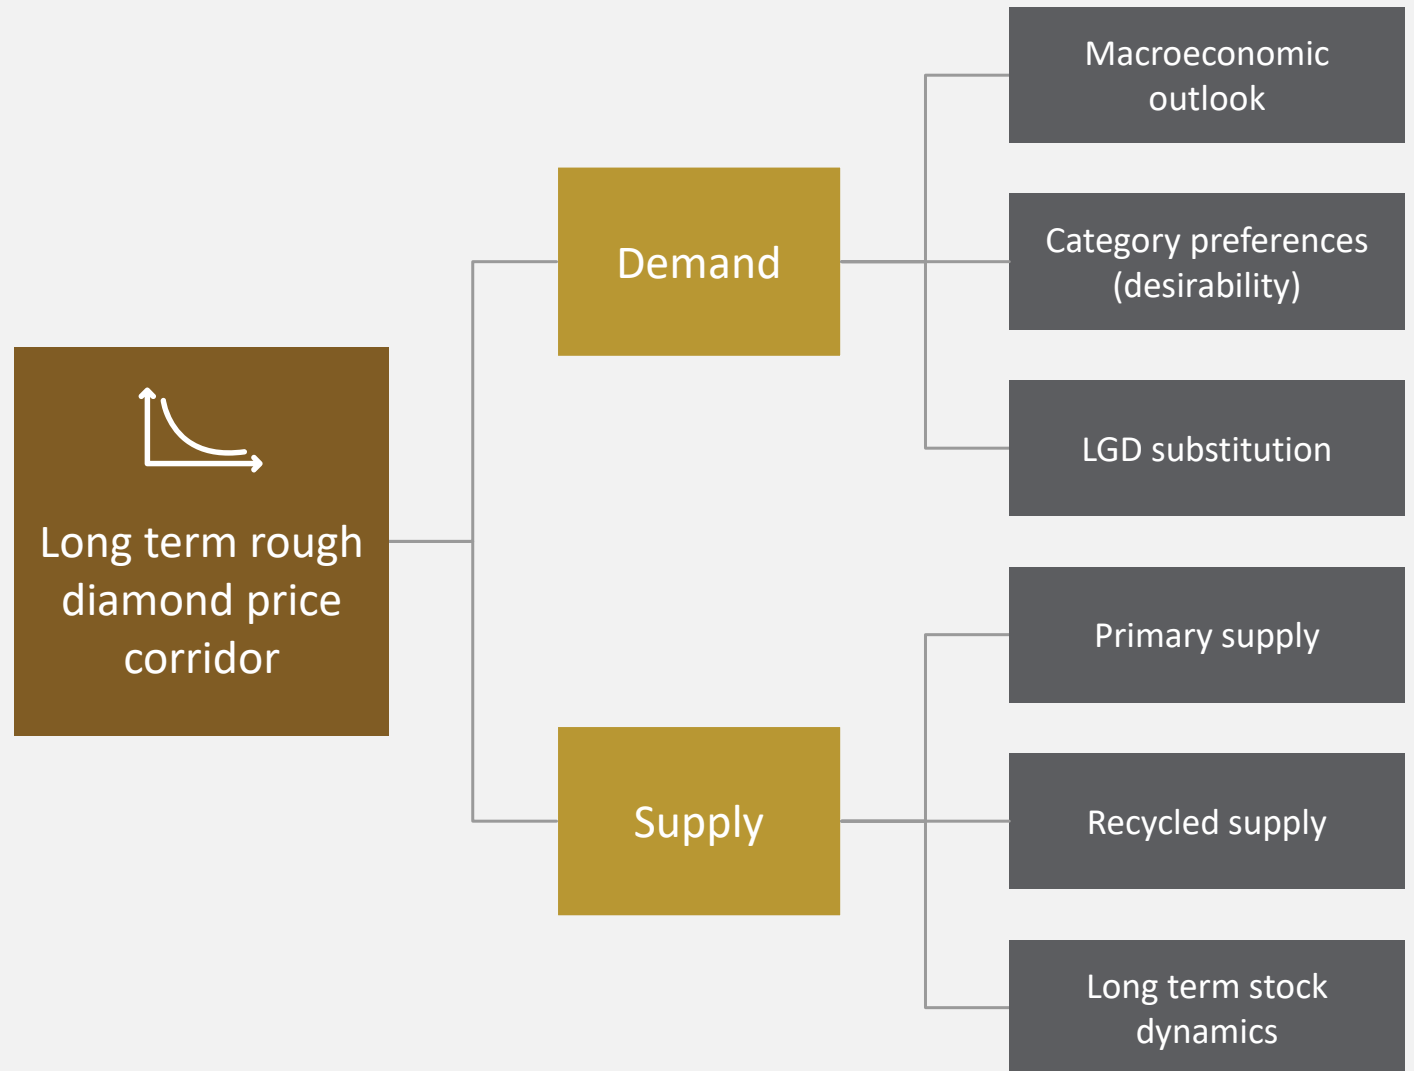 Long term rough
diamond price
corridor
Demand
Supply
Macroeconomic
outlook
Category preferences
(desirability)
LGD substitution
Primary supply
Recycled supply
Long term stock
dynamics